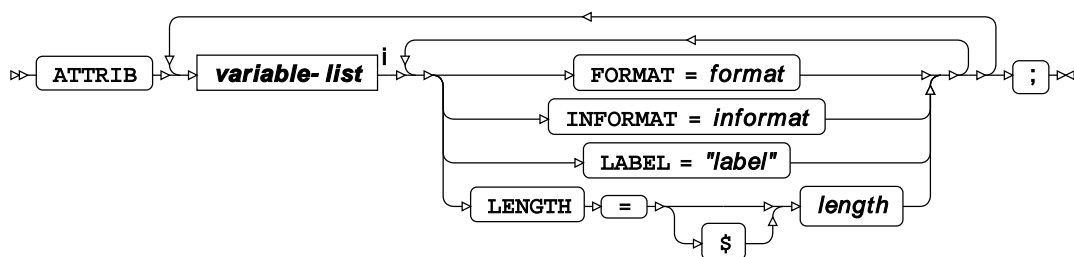 ATTRIB variable-list i FORMAT = format ;
INFORMAT = informat
LABEL = "label"
LENGTH = length
$